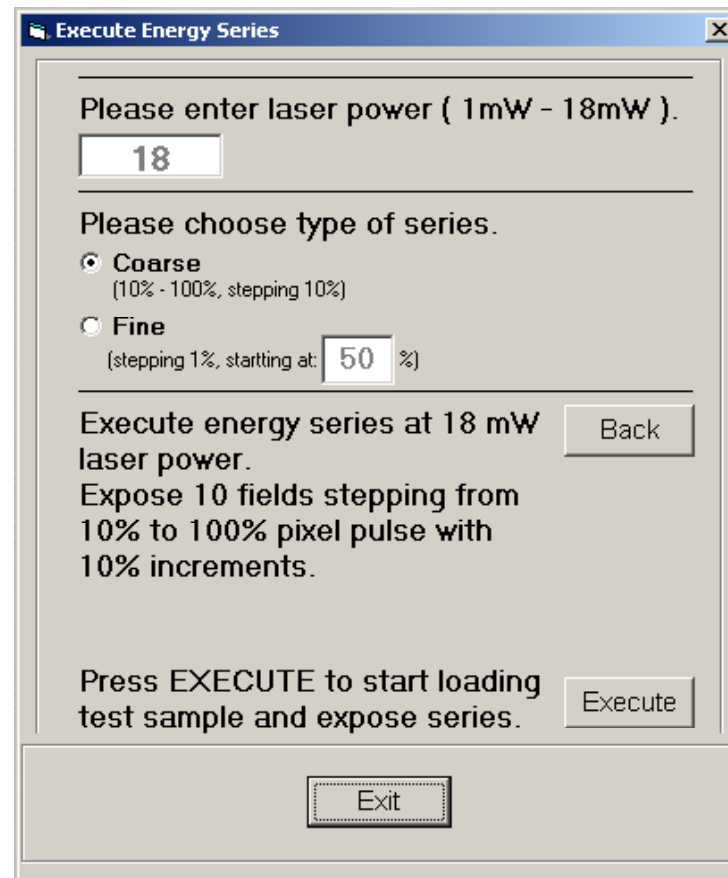 Execute Energy Series
Please enter laser power ( 1mW - 18mW ).
18
Please choose type of series.
Coarse
(10% - 100%, stepping 10%)
Fine
(stepping 1%, startting at: 50 %)
Execute energy series at 18 mW
laser power.
Expose 10 fields stepping from
10% to 100% pixel pulse with
10% increments.
Back
Press EXECUTE to start loading
test sample and expose series.
Execute
Exit